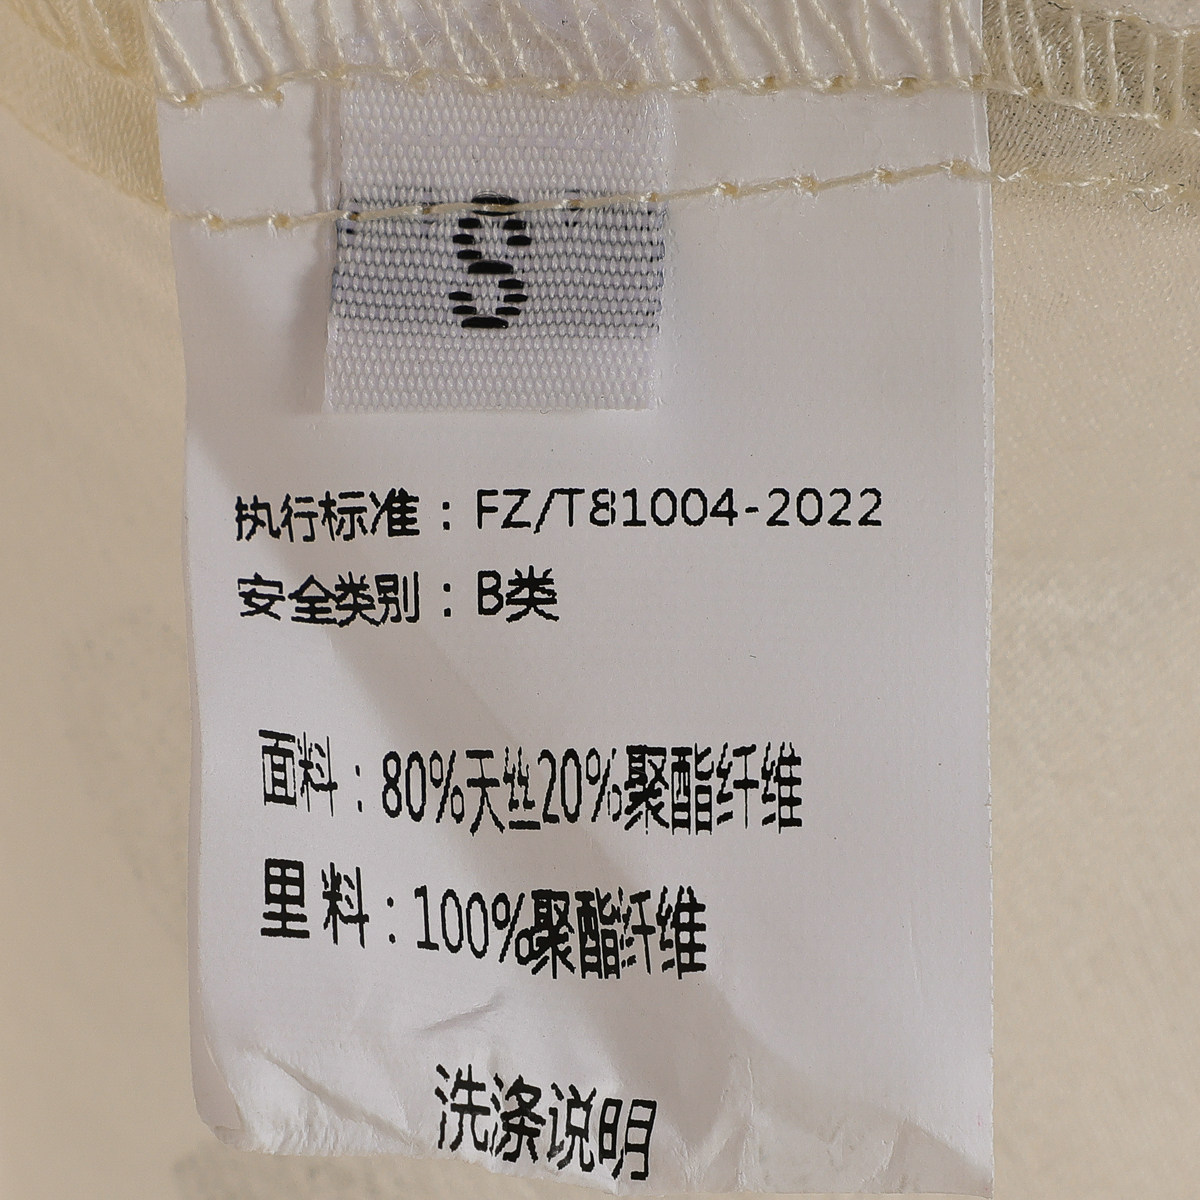 S
执行标准：FZ/T81004-2022
安全类别：B类
面料：80%天丝20%聚酯纤维
里料：100%聚酯纤维
洗涤说明